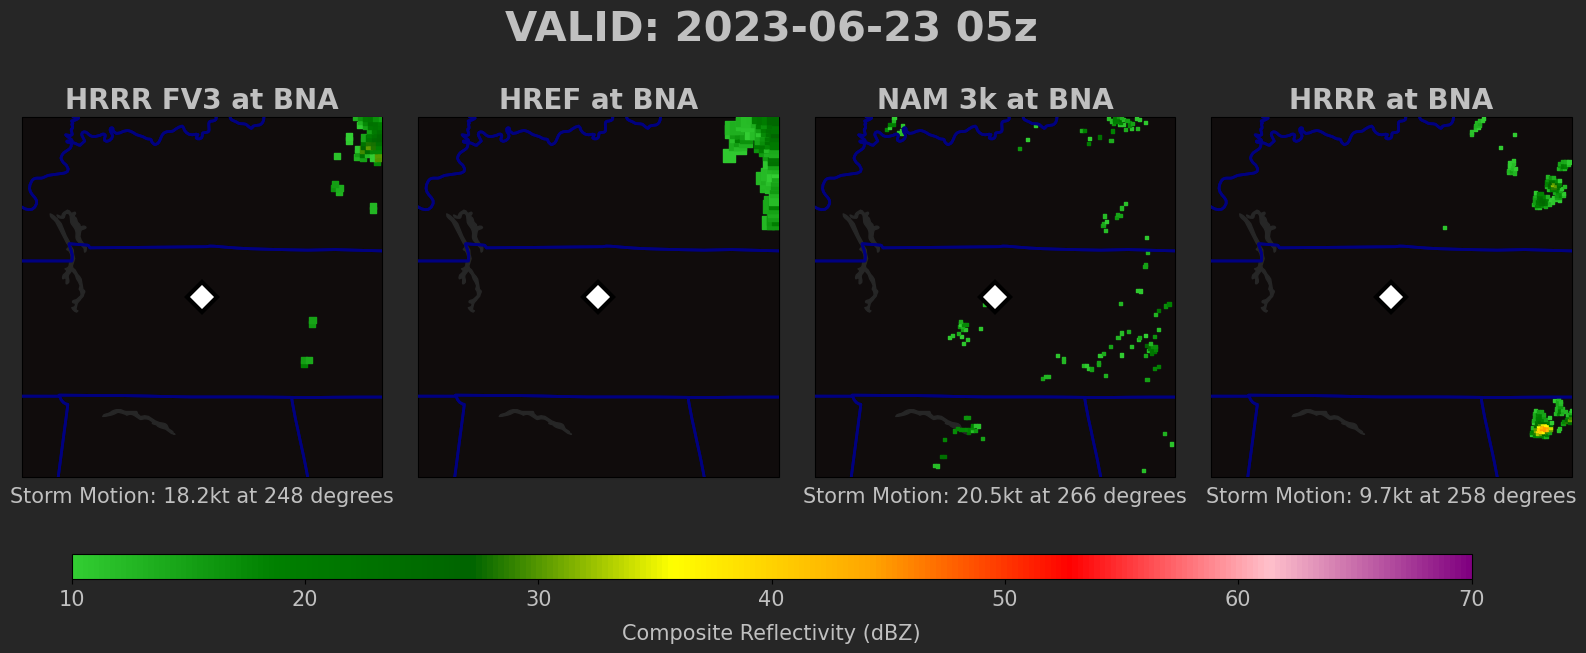 VALID: 2023-06-23 05z
HRRR FV3 at BNA
HREF at BNA
NAM 3k at BNA
HRRR at BNA
Storm Motion: 18.2kt at 248 degrees
Storm Motion: 20.5kt at 266 degrees
Storm Motion: 9.7kt at 258 degrees
10 20 30 40 50 60 70
Composite Reflectivity (dBZ)